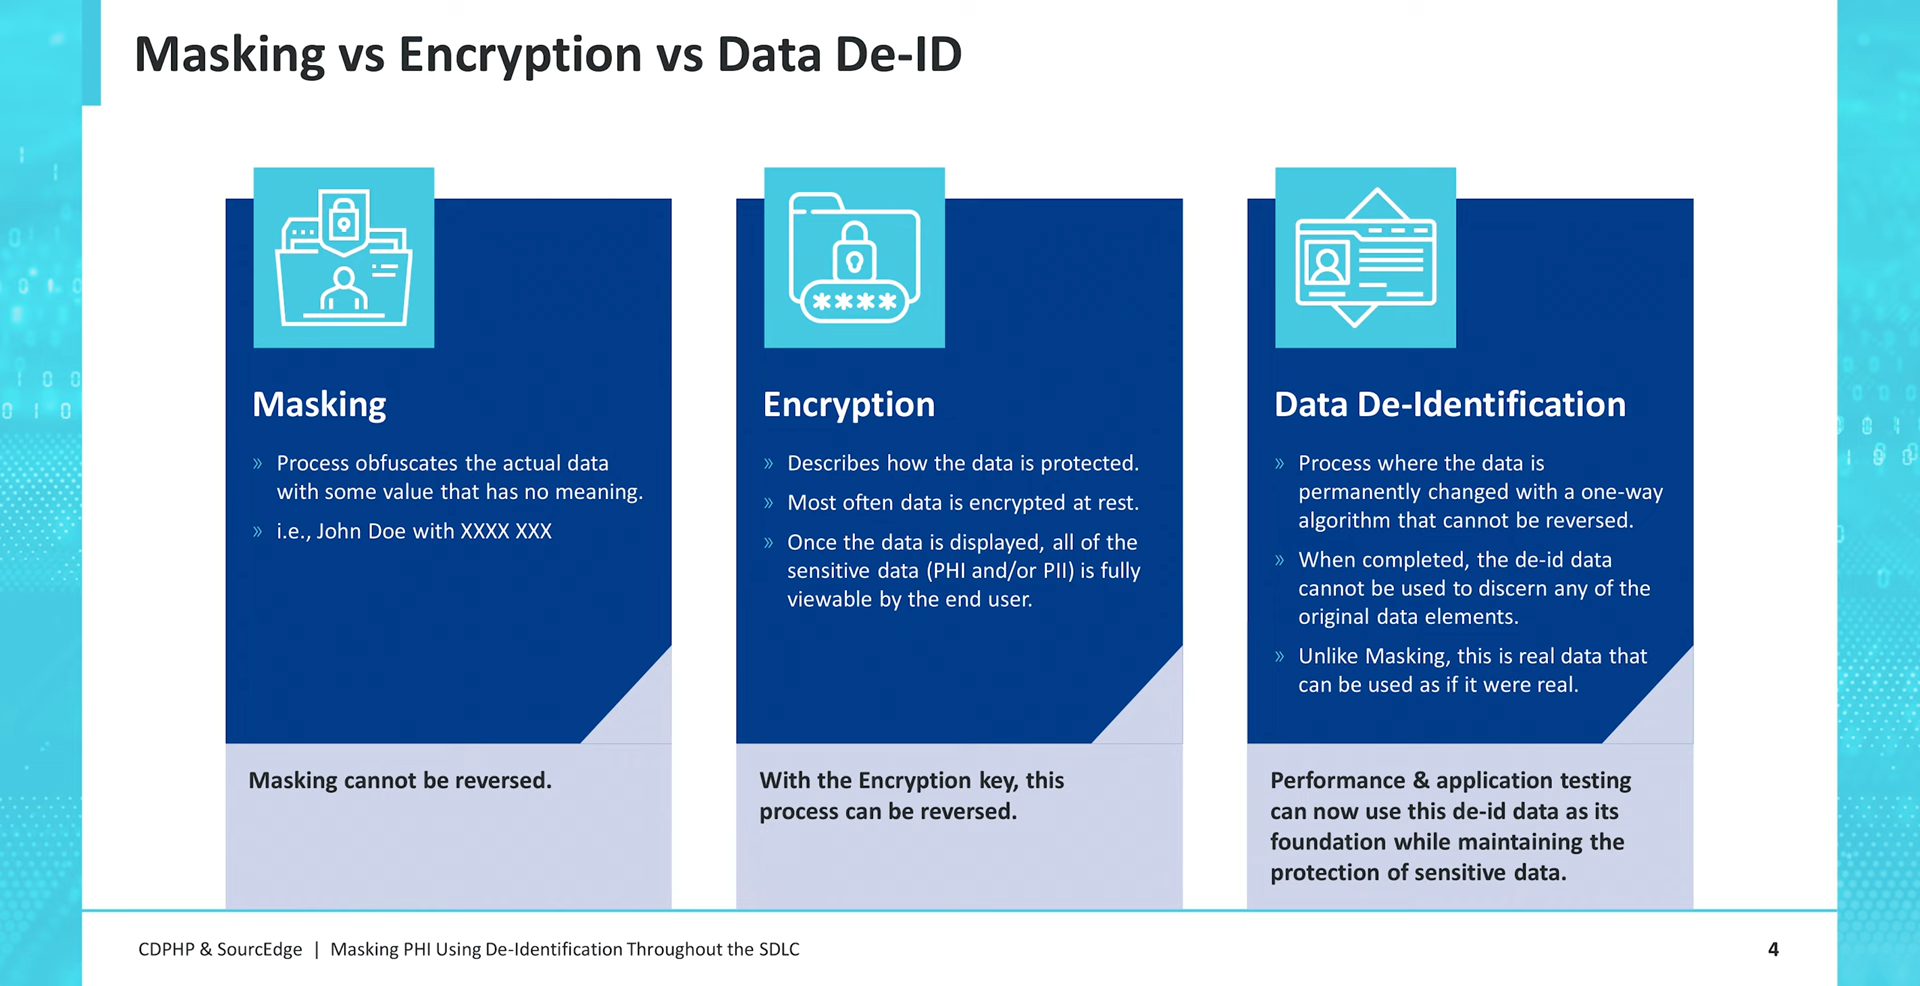 Masking vs Encryption vs Data De-ID
Masking
» Process obfuscates the actual data
with some value that has no meaning.
» i.e., John Doe with XXXX XXX
Masking cannot be reversed.
****
Encryption
» Describes how the data is protected.
» Most often data is encrypted at rest.
» Once the data is displayed, all of the
sensitive data (PHI and/or PII) is fully
viewable by the end user.
With the Encryption key, this
process can be reversed.
Data De-Identification
» Process where the data is
permanently changed with a one-way
algorithm that cannot be reversed.
» When completed, the de-id data
cannot be used to discern any of the
original data elements.
» Unlike Masking, this is real data that
can be used as if it were real.
Performance & application testing
can now use this de-id data as its
foundation while maintaining the
protection of sensitive data.
CDPHP & SourcEdge | Masking PHI Using De-Identification Throughout the SDLC
4